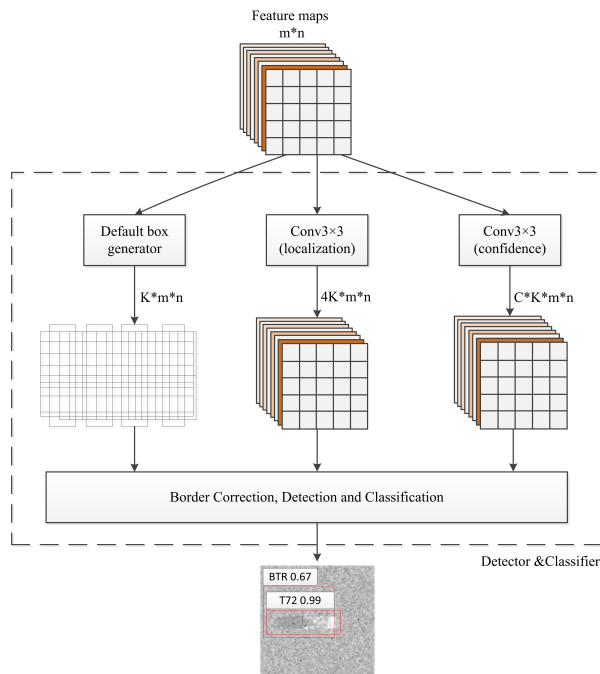 Feature maps
m*n
Default box
generator
Conv3×3
(localization)
Conv3×3
(confidence)
K*m*n
4K*m*n
C*K*m*n
Border Correction, Detection and Classification
Detector &Classifier
BTR 0.67
T72 0.99